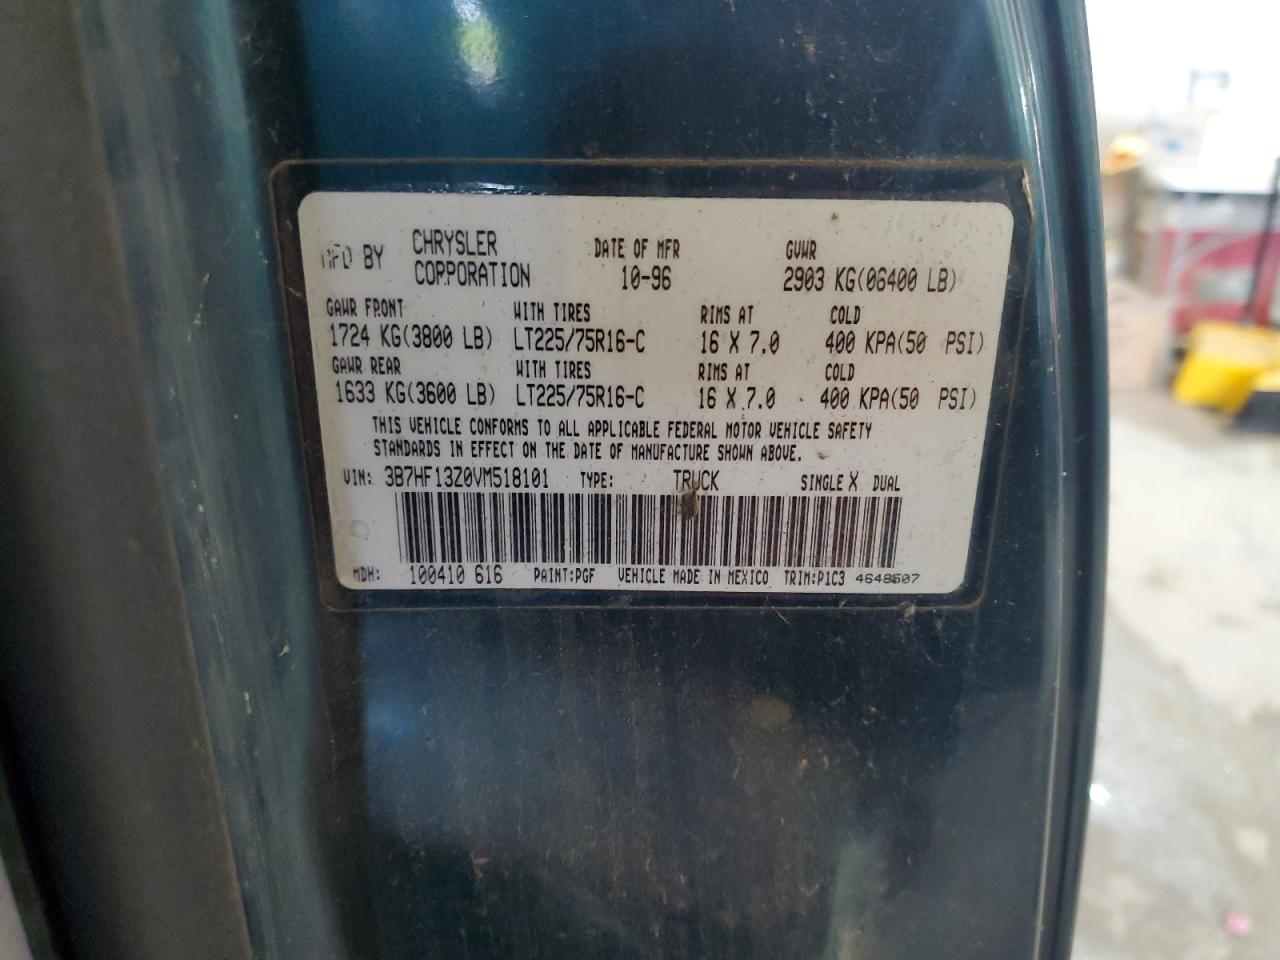 MFD BY CHRYSLER CORPORATION DATE OF MFR 10-96 GVWR 2903 KG(06400 LB)
GAWR FRONT WITH TIRES RIMS AT COLD
1724 KG(3800 LB) LT225/75R16-C 16 X 7.0 400 KPA(50 PSI)
GAWR REAR WITH TIRES RIMS AT COLD
1633 KG(3600 LB) LT225/75R16-C 16 X 7.0 400 KPA(50 PSI)
THIS VEHICLE CONFORMS TO ALL APPLICABLE FEDERAL MOTOR VEHICLE SAFETY
STANDARDS IN EFFECT ON THE DATE OF MANUFACTURE SHOWN ABOVE.
VIN: 3B7HF13Z0VM518101 TYPE: TRUCK SINGLE X DUAL
MDH: 100410 616 PAINT:PGF VEHICLE MADE IN MEXICO TRIM:P1C3 4648507